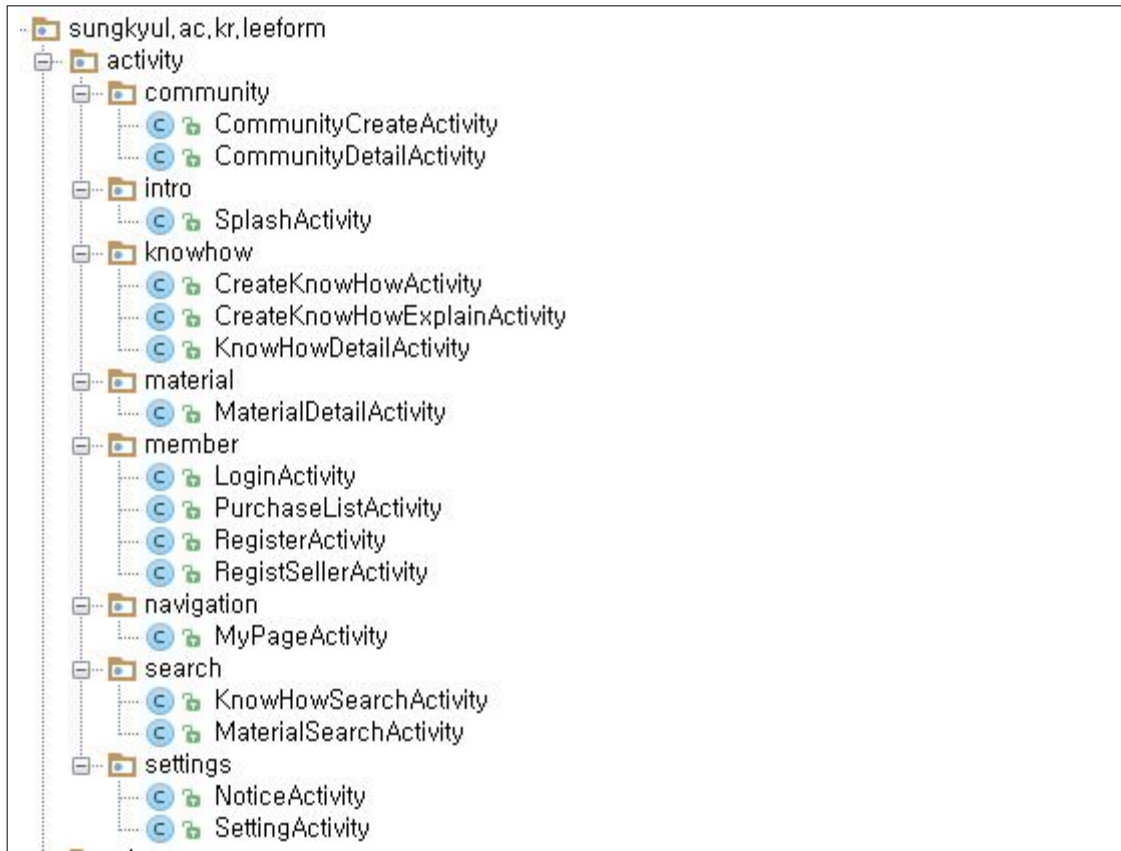 sungkyul.ac.kr.leeform
activity
community
CommunityCreateActivity
CommunityDetailActivity
intro
SplashActivity
knowhow
CreateKnowHowActivity
CreateKnowHowExplainActivity
KnowHowDetailActivity
material
MaterialDetailActivity
member
LoginActivity
PurchaseListActivity
RegisterActivity
RegistSellerActivity
navigation
MyPageActivity
search
KnowHowSearchActivity
MaterialSearchActivity
settings
NoticeActivity
SettingActivity